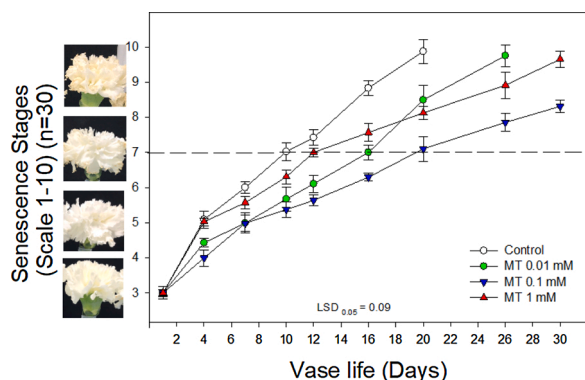 Senescence Stages
(Scale 1-10) (n=30)
10
9
8
7
6
5
4
3
Control
MT 0.01 mM
MT 0.1 mM
MT 1 mM
LSD 0.05 = 0.09
2 4 6 8 10 12 14 16 18 20 22 24 26 28 30
Vase life (Days)